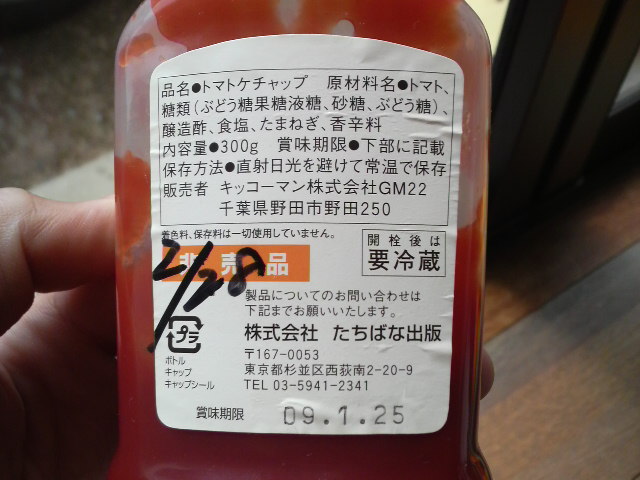 品名●トマトケチャップ 原材料名●トマト、
糖類(ぶどう糖果糖液糖、砂糖、ぶどう糖)、
醸造酢、食塩、たまねぎ、香辛料
内容量●300g 賞味期限●下部に記載
保存方法●直射日光を避けて常温で保存
販売者 キッコーマン株式会社GM22
千葉県野田市野田250
着色料、保存料は一切使用していません。
非売品
2/28
開栓後は
要冷蔵
製品についてのお問い合わせは
下記までお願いいたします。
プラ
ボトル
キャップ
キャップシール
株式会社 たちばな出版
〒167-0053
東京都杉並区西荻南2-20-9
TEL 03-5941-2341
賞味期限 09.1.25